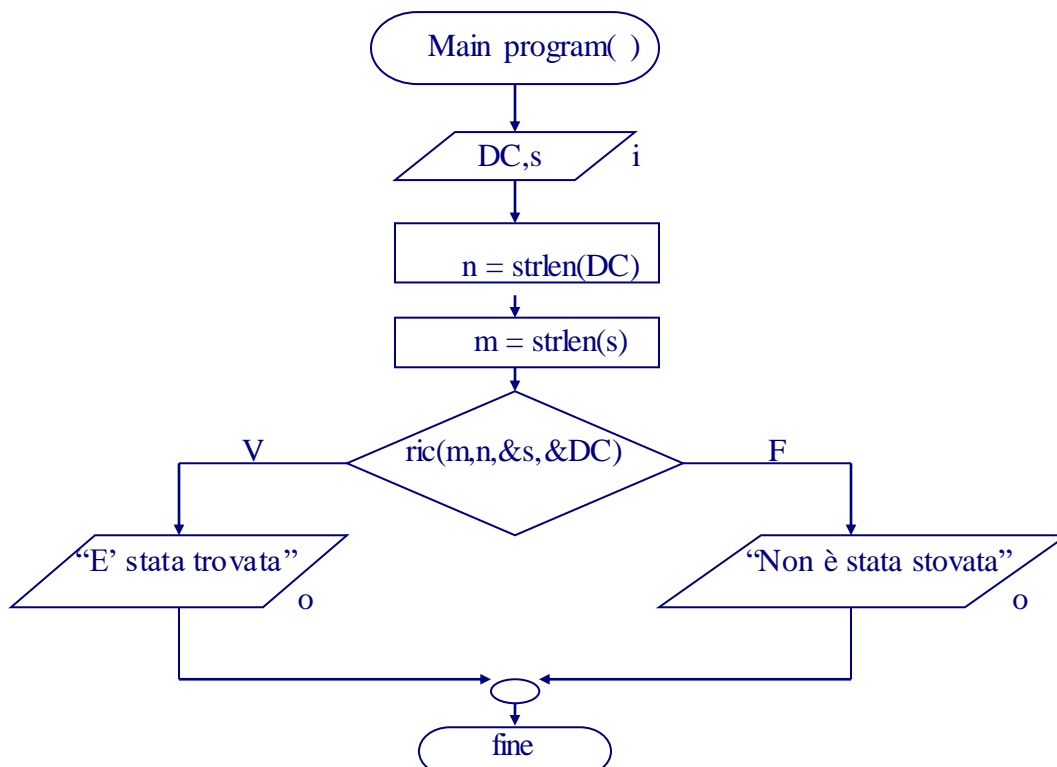 Main program( )
DC,s
i
n = strlen(DC)
m = strlen(s)
ric(m,n,&s,&DC)
V
F
“E’ stata trovata”
o
“Non è stata stovata”
o
fine